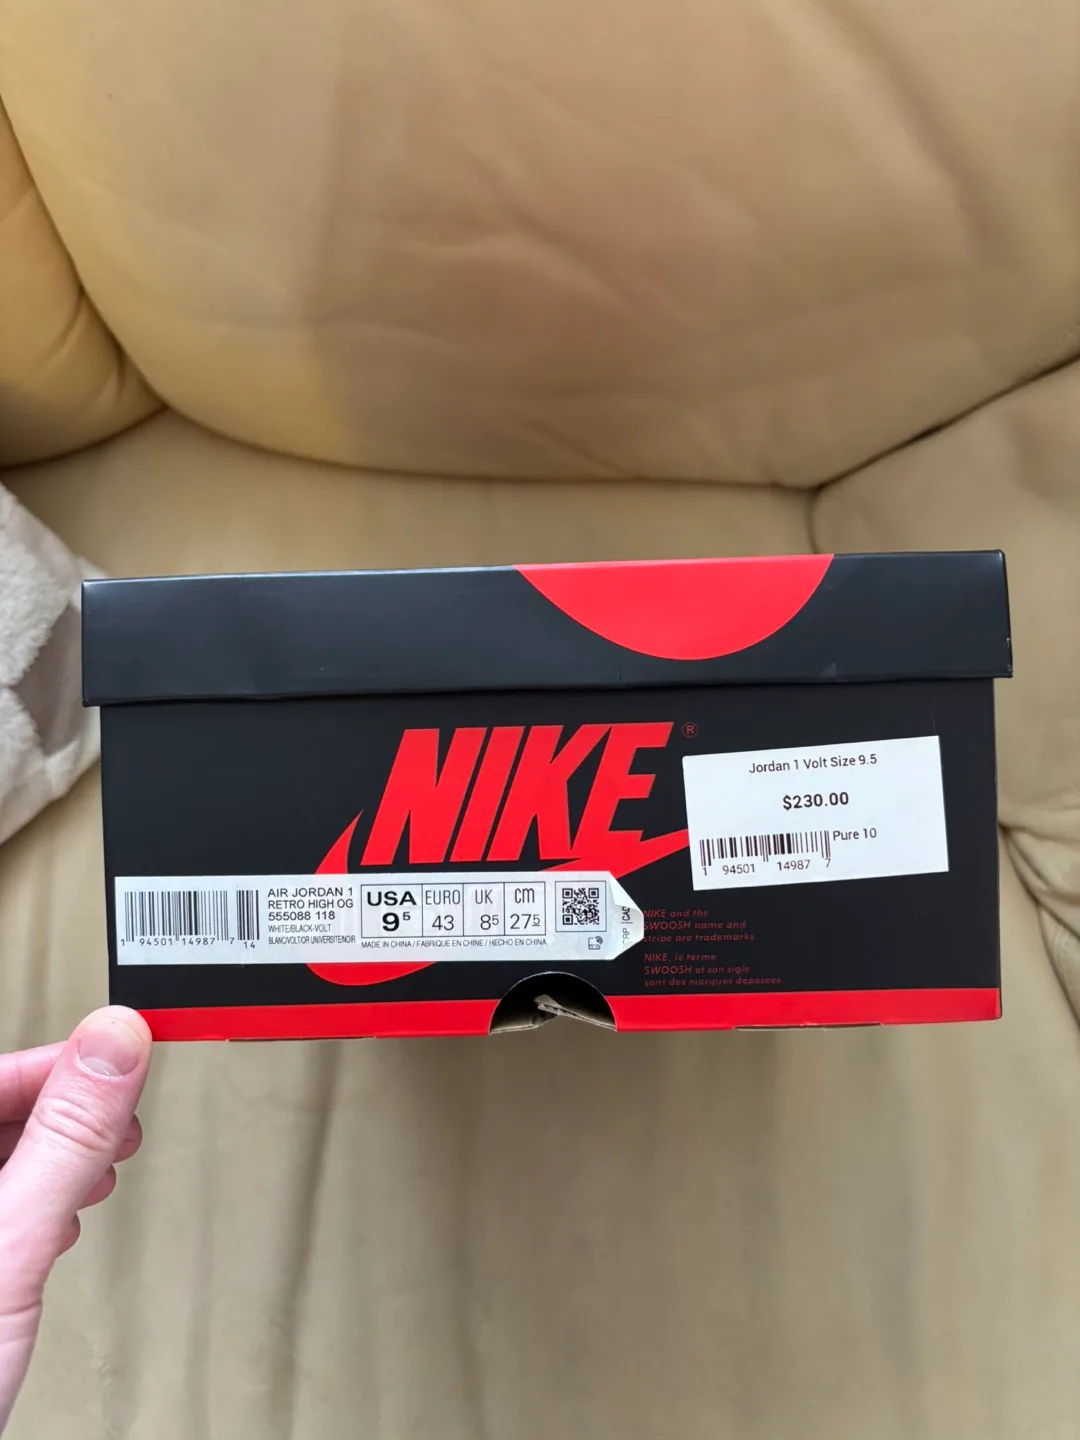 NIKE®
Jordan 1 Volt Size 9.5
$230.00
Pure 10
1 94501 14987 7
AIR JORDAN 1
RETRO HIGH OG
555088 118
WHITE/BLACK-VOLT
BLANC/VOLT/OR UNIVERSITE/NOIR
1 94501 14987 7 14
USA EURO UK cm
9⁵ 43 8⁵ 27⁵
MADE IN CHINA / FABRIQUE EN CHINE / HECHO EN CHINA
NIKE and the
SWOOSH name and
stripe are trademarks.
NIKE, le terme
SWOOSH et son sigle
sont des marques deposees.